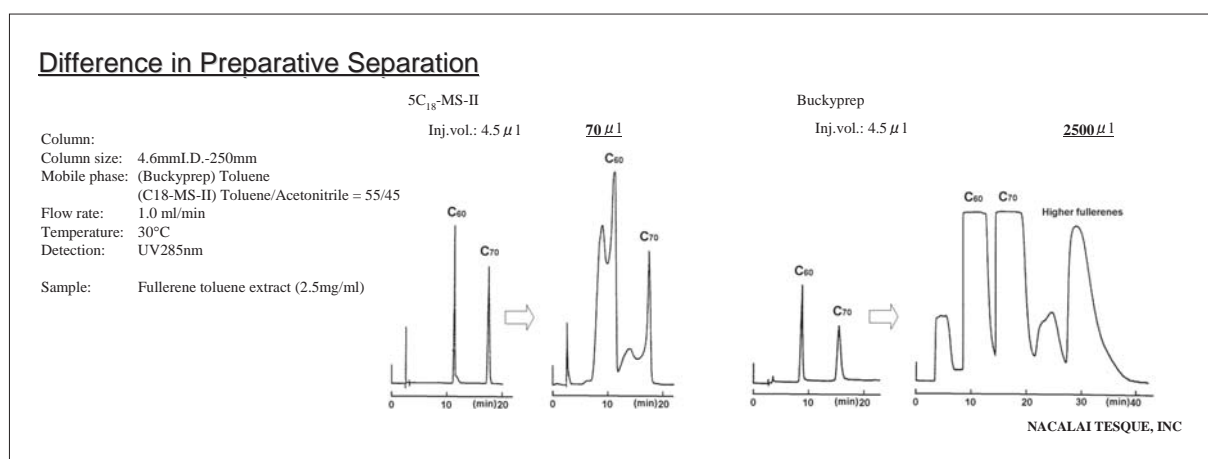 Difference in Preparative Separation
5C18-MS-II
Buckyprep
Inj.vol.: 4.5 μl
70 μl
Inj.vol.: 4.5 μl
2500 μl
Column:
Column size: 4.6mmI.D.-250mm
Mobile phase: (Buckyprep) Toluene
(C18-MS-II) Toluene/Acetonitrile = 55/45
Flow rate: 1.0 ml/min
Temperature: 30°C
Detection: UV285nm
Sample: Fullerene toluene extract (2.5mg/ml)
C60
C70
0 10 (min) 20
C60
C70
0 10 (min) 20
C60
C70
0 10 (min) 20
C60 C70 Higher fullerenes
0 10 20 30 (min) 40
NACALAI TESQUE, INC